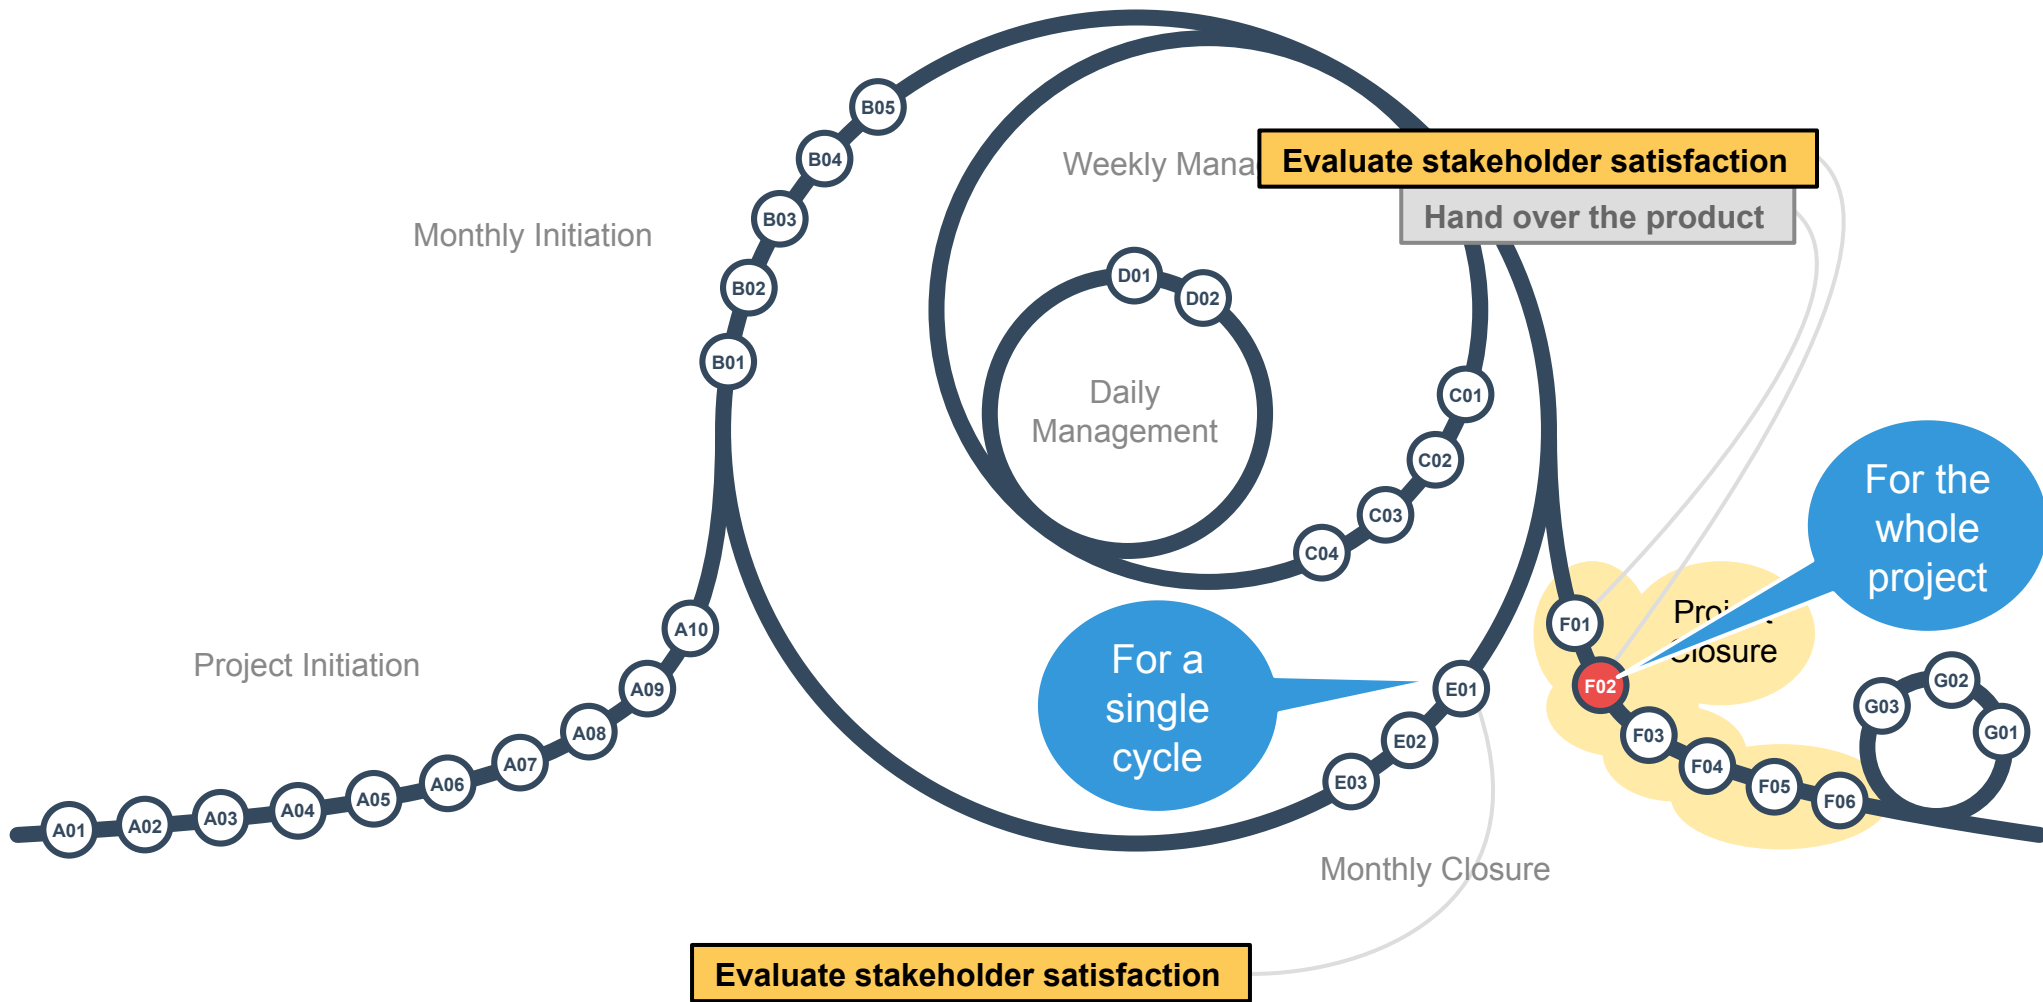 B05
B04
Evaluate stakeholder satisfaction
Weekly
Hand over the product
B03
Monthly Initiation
D01
B02
D02
B01
Daily
Management
C01
C02
For the
whole
project
C03
C04
A10
F01
Closure
For a
single
cycle
Project Initiation
A09
E01
F02
G02
G03
G01
A08
E02
F03
A07
F04
A06
E03
F05
A05
F06
A04
A03
A02
A01
Monthly Closure
Evaluate stakeholder satisfaction